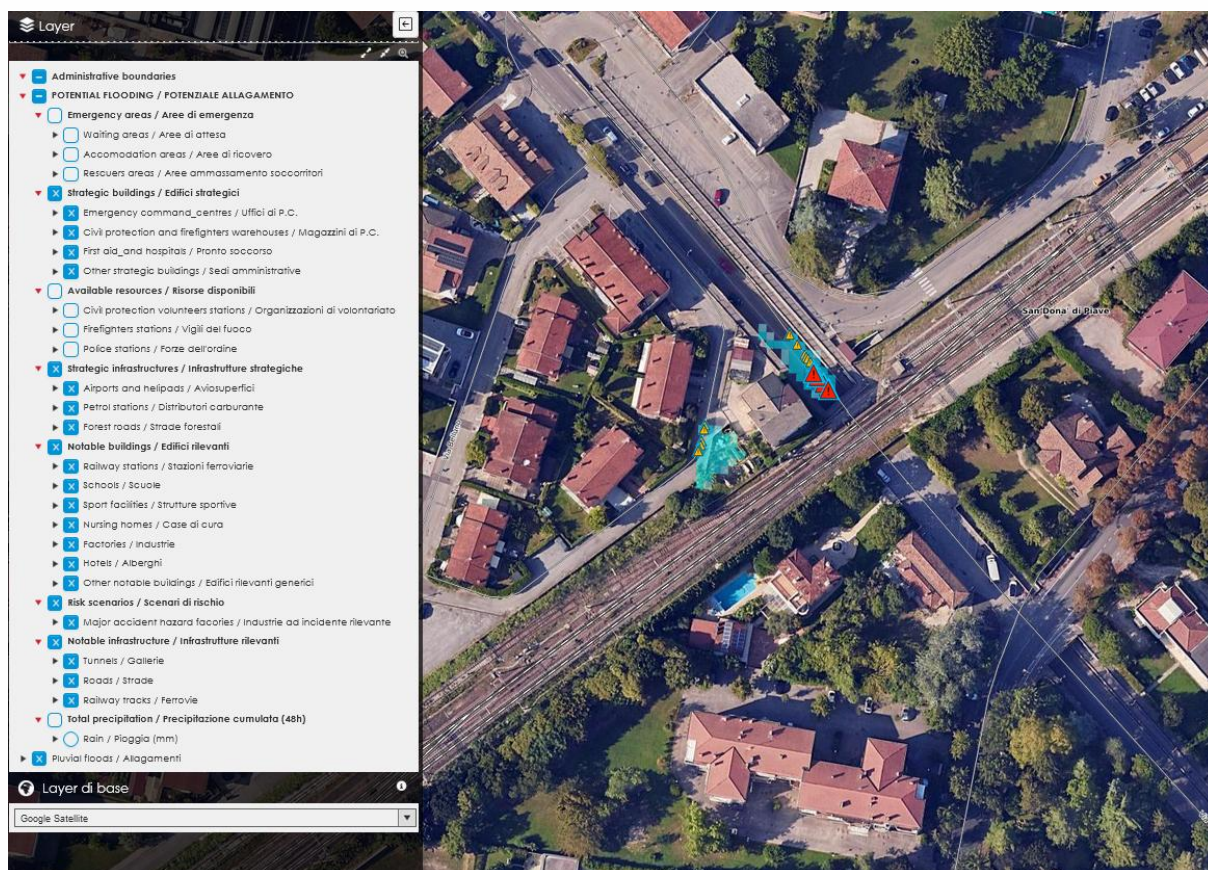 Layer
Administrative boundaries
POTENTIAL FLOODING / POTENZIALE ALLAGAMENTO
Emergency areas / Aree di emergenza
Waiting areas / Aree di attesa
Accomodation areas / Aree di ricovero
Rescuers areas / Aree ammassamento soccorritori
Strategic buildings / Edifici strategici
Emergency command_centres / Uffici di P.C.
Civil protection and firefighters warehouses / Magazzini di P.C.
First aid_and hospitals / Pronto soccorso
Other strategic buildings / Sedi amministrative
Available resources / Risorse disponibili
Civil protection volunteers stations / Organizzazioni di volontariato
Firefighters stations / Vigili del fuoco
Police stations / Forze dell'ordine
Strategic infrastructures / Infrastrutture strategiche
Airports and helipads / Aviosuperfici
Petrol stations / Distributori carburante
Forest roads / Strade forestali
Notable buildings / Edifici rilevanti
Railway stations / Stazioni ferroviarie
Schools / Scuole
Sport facilities / Strutture sportive
Nursing homes / Case di cura
Factories / Industrie
Hotels / Alberghi
Other notable buildings / Edifici rilevanti generici
Risk scenarios / Scenari di rischio
Major accident hazard facories / Industrie ad incidente rilevante
Notable infrastructure / Infrastrutture rilevanti
Tunnels / Gallerie
Roads / Strade
Railway tracks / Ferrovie
Total precipitation / Precipitazione cumulata (48h)
Rain / Pioggia (mm)
Pluvial floods / Allagamenti
Layer di base
Google Satellite
San Dona' di Piave